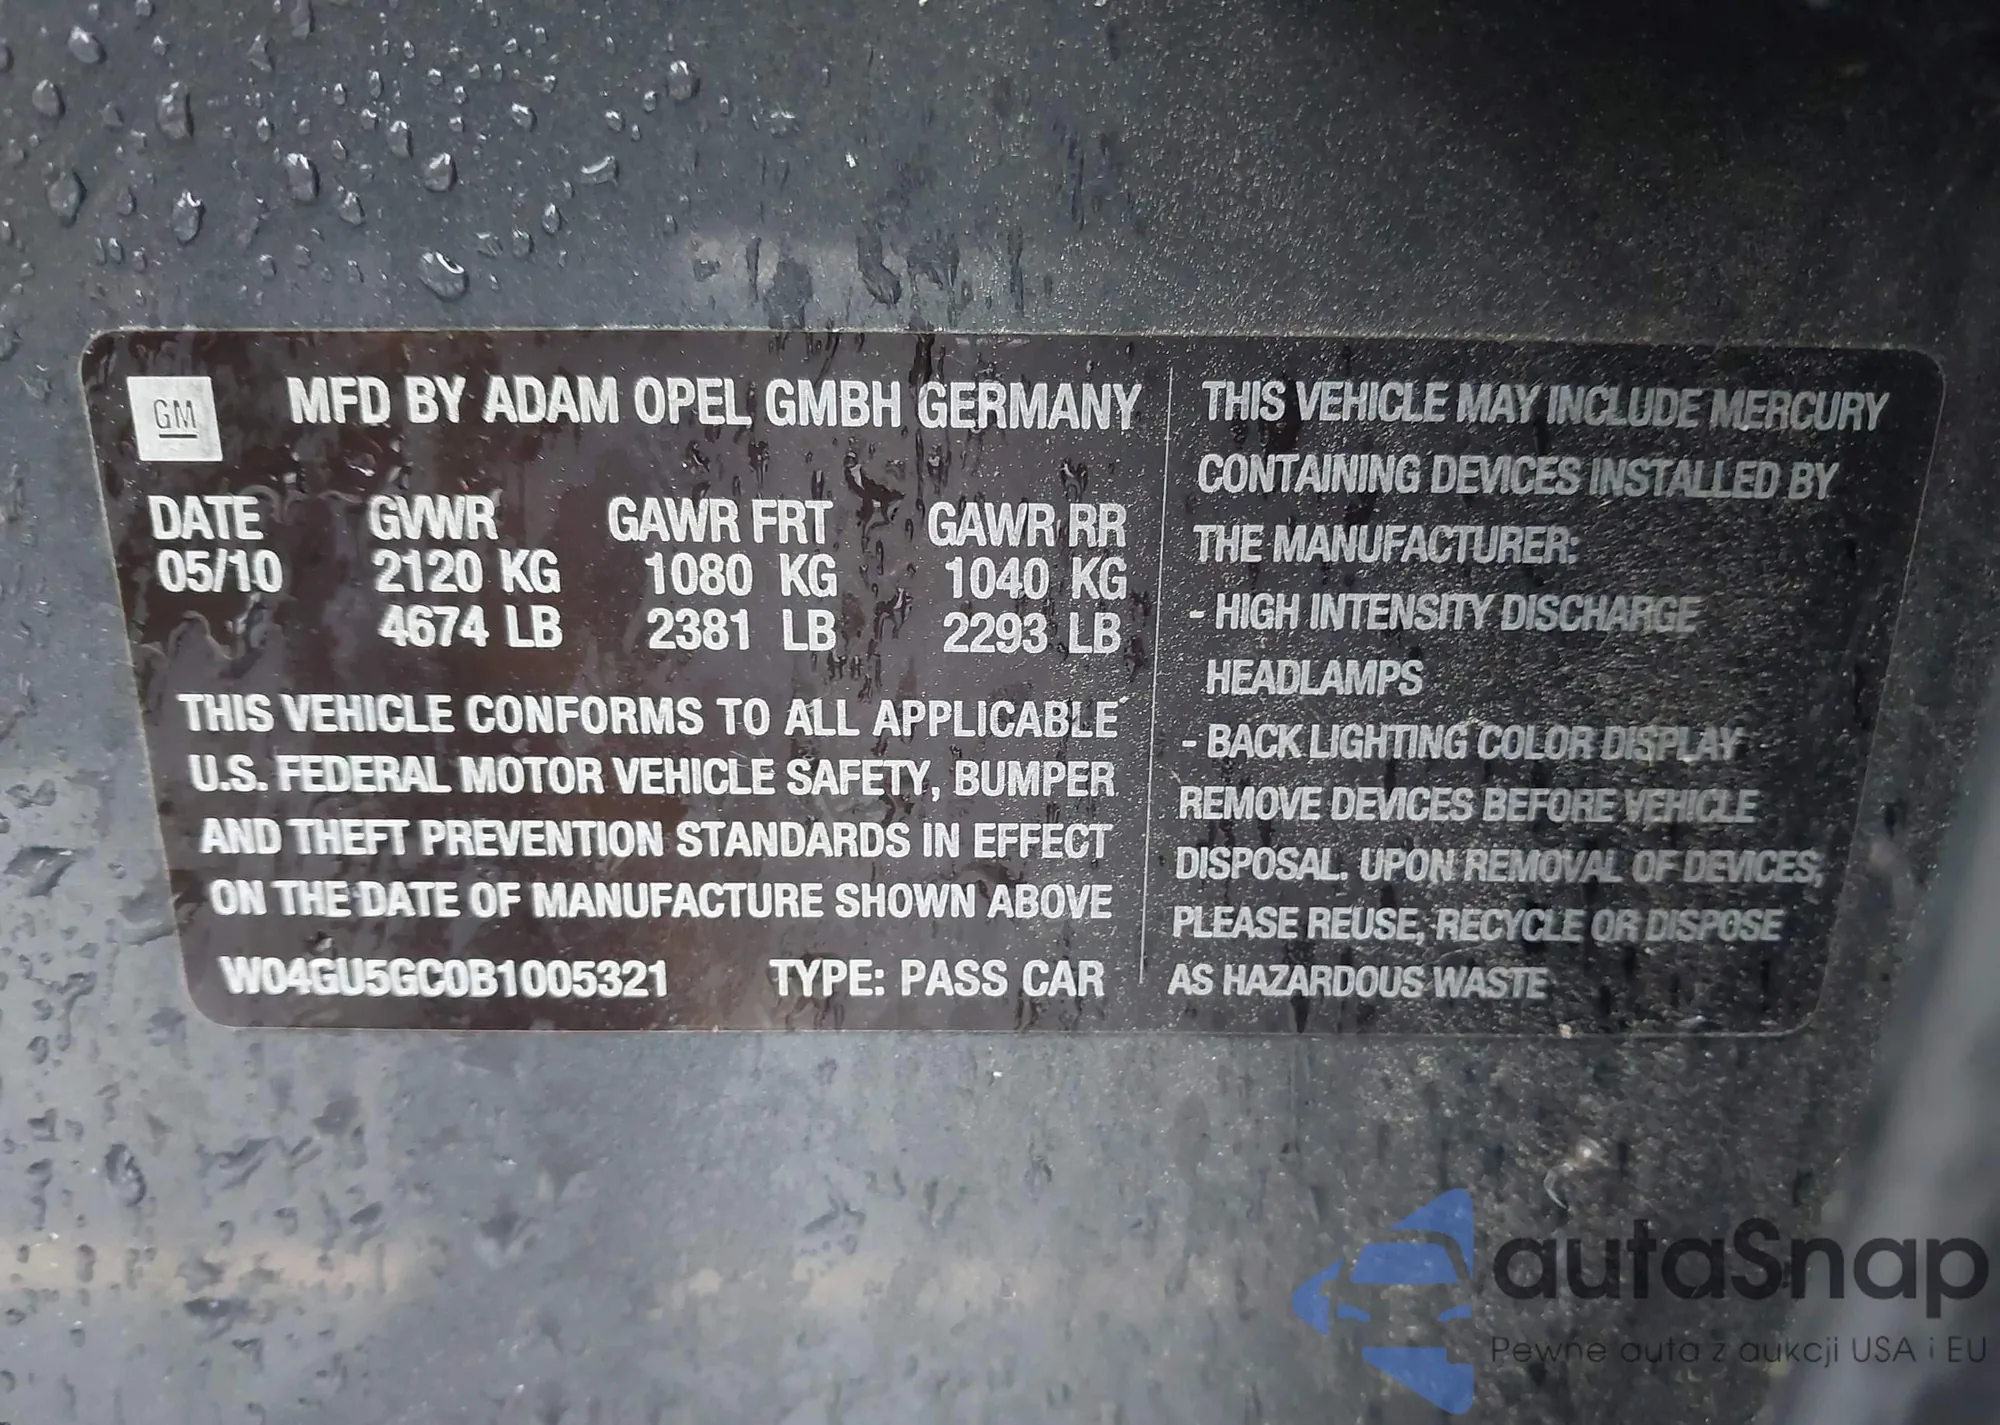 GM
MFD BY ADAM OPEL GMBH GERMANY
DATE GVWR GAWR FRT GAWR RR
05/10 2120 KG 1080 KG 1040 KG
4674 LB 2381 LB 2293 LB
THIS VEHICLE CONFORMS TO ALL APPLICABLE
U.S. FEDERAL MOTOR VEHICLE SAFETY, BUMPER
AND THEFT PREVENTION STANDARDS IN EFFECT
ON THE DATE OF MANUFACTURE SHOWN ABOVE
W04GU5GC0B1005321 TYPE: PASS CAR
THIS VEHICLE MAY INCLUDE MERCURY
CONTAINING DEVICES INSTALLED BY
THE MANUFACTURER:
- HIGH INTENSITY DISCHARGE
HEADLAMPS
- BACK LIGHTING COLOR DISPLAY
REMOVE DEVICES BEFORE VEHICLE
DISPOSAL. UPON REMOVAL OF DEVICES,
PLEASE REUSE, RECYCLE OR DISPOSE
AS HAZARDOUS WASTE
autaSnap
Pewne auta z aukcji USA i EU